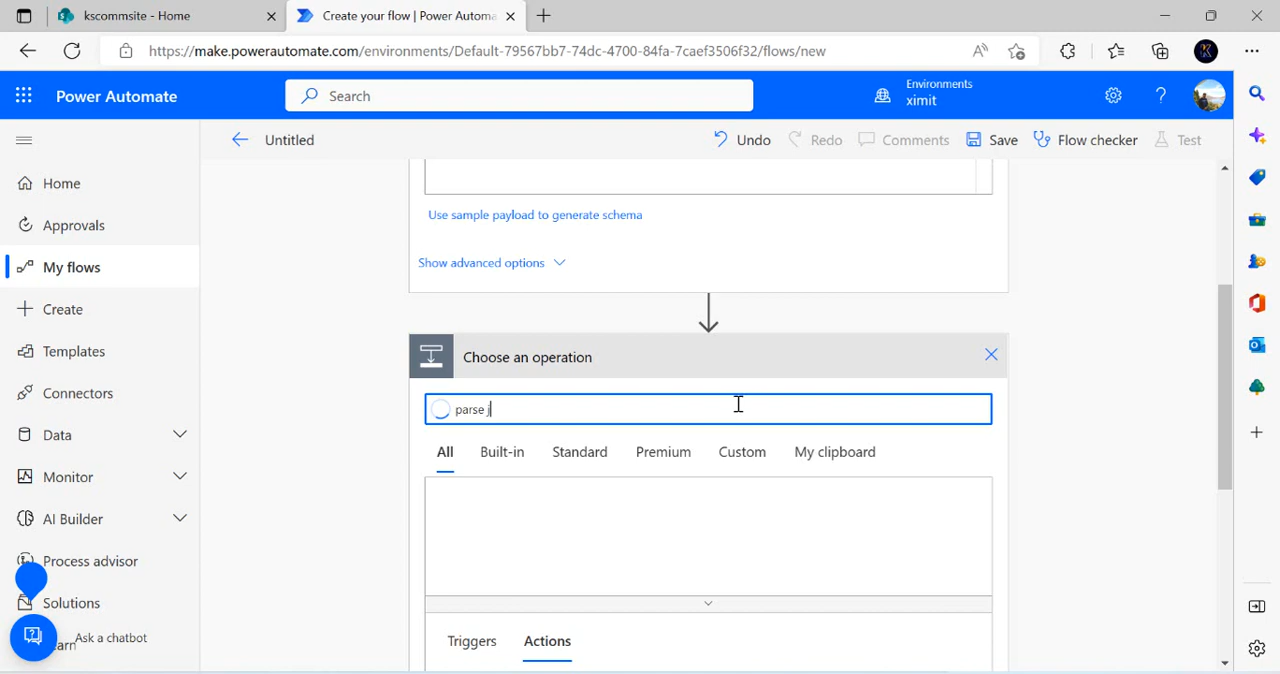 kscommsite - Home
Create your flow | Power Automa
https://make.powerautomate.com/environments/Default-79567bb7-74dc-4700-84fa-7caef3506f32/flows/new
Power Automate
Search
Environments
ximit
Untitled
Undo
Redo
Comments
Save
Flow checker
Test
Home
Approvals
My flows
Create
Templates
Connectors
Data
Monitor
AI Builder
Process advisor
Solutions
earn
Ask a chatbot
Use sample payload to generate schema
Show advanced options
Choose an operation
parse j
All Built-in Standard Premium Custom My clipboard
Triggers Actions